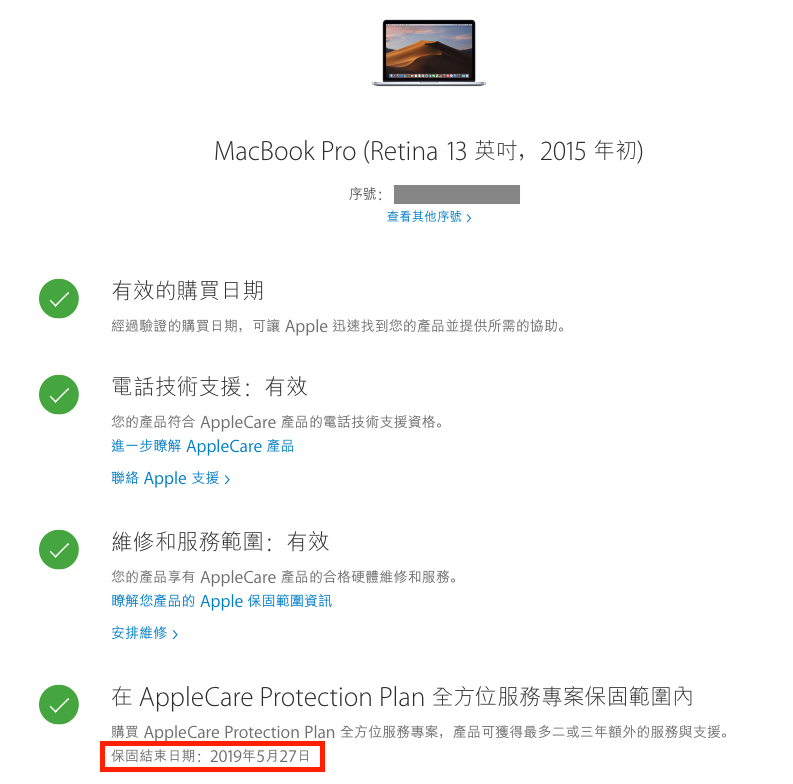 MacBook Pro (Retina 13 英吋，2015 年初)
序號：
查看其他序號 ›
有效的購買日期
經過驗證的購買日期，可讓 Apple 迅速找到您的產品並提供所需的協助。
電話技術支援：有效
您的產品符合 AppleCare 產品的電話技術支援資格。
進一步瞭解 AppleCare 產品
聯絡 Apple 支援 ›
維修和服務範圍：有效
您的產品享有 AppleCare 產品的合格硬體維修和服務。
瞭解您產品的 Apple 保固範圍資訊
安排維修 ›
在 AppleCare Protection Plan 全方位服務專案保固範圍內
購買 AppleCare Protection Plan 全方位服務專案，產品可獲得最多二或三年額外的服務與支援。
保固結束日期：2019年5月27日